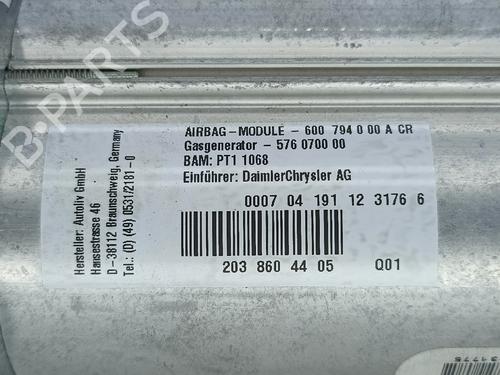 B-PARTS
AIRBAG-MODULE - 600 794 0 00 A CR
Gasgenerator - 576 0700 00
BAM: PT1 1068
Einführer: DaimlerChrysler AG
0007 04 191 12 3176 6
203 860 44 05 Q01
Hersteller: Autoliv GmbH
Hansestrasse 46
D - 38112 Braunschweig, Germany
Tel.: (0) (49) 0531/2181-0
31775